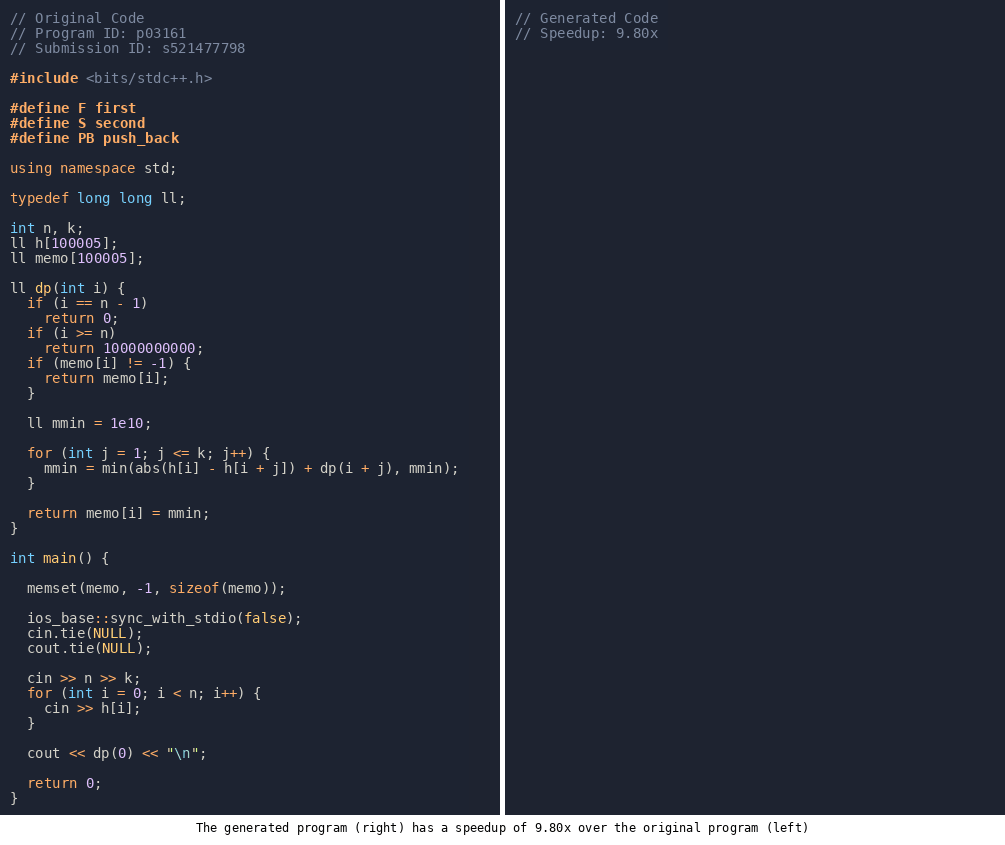 // Original Code
// Program ID: p03161
// Submission ID: s521477798

#include <bits/stdc++.h>

#define F first
#define S second
#define PB push_back

using namespace std;

typedef long long ll;

int n, k;
ll h[100005];
ll memo[100005];

ll dp(int i) {
  if (i == n - 1)
    return 0;
  if (i >= n)
    return 10000000000;
  if (memo[i] != -1) {
    return memo[i];
  }

  ll mmin = 1e10;

  for (int j = 1; j <= k; j++) {
    mmin = min(abs(h[i] - h[i + j]) + dp(i + j), mmin);
  }

  return memo[i] = mmin;
}

int main() {

  memset(memo, -1, sizeof(memo));

  ios_base::sync_with_stdio(false);
  cin.tie(NULL);
  cout.tie(NULL);

  cin >> n >> k;
  for (int i = 0; i < n; i++) {
    cin >> h[i];
  }

  cout << dp(0) << "\n";

  return 0;
}
// Generated Code
// Speedup: 9.80x
The generated program (right) has a speedup of 9.80x over the original program (left)